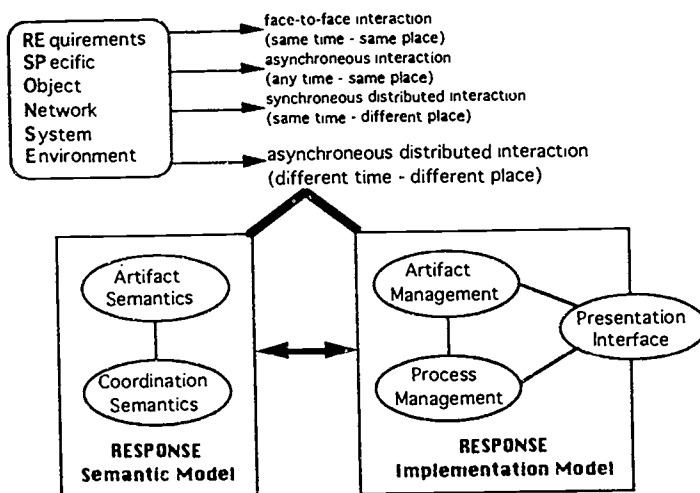 REquirements
SPecific
Object
Network
System
Environment
face-to-face interaction
(same time - same place)
asynchroneous interaction
(any time - same place)
synchroneous distributed interaction
(same time - different place)
asynchroneous distributed interaction
(different time - different place)
Artifact
Semantics
Coordination
Semantics
RESPONSE
Semantic Model
Artifact
Management
Process
Management
Presentation
Interface
RESPONSE
Implementation Model